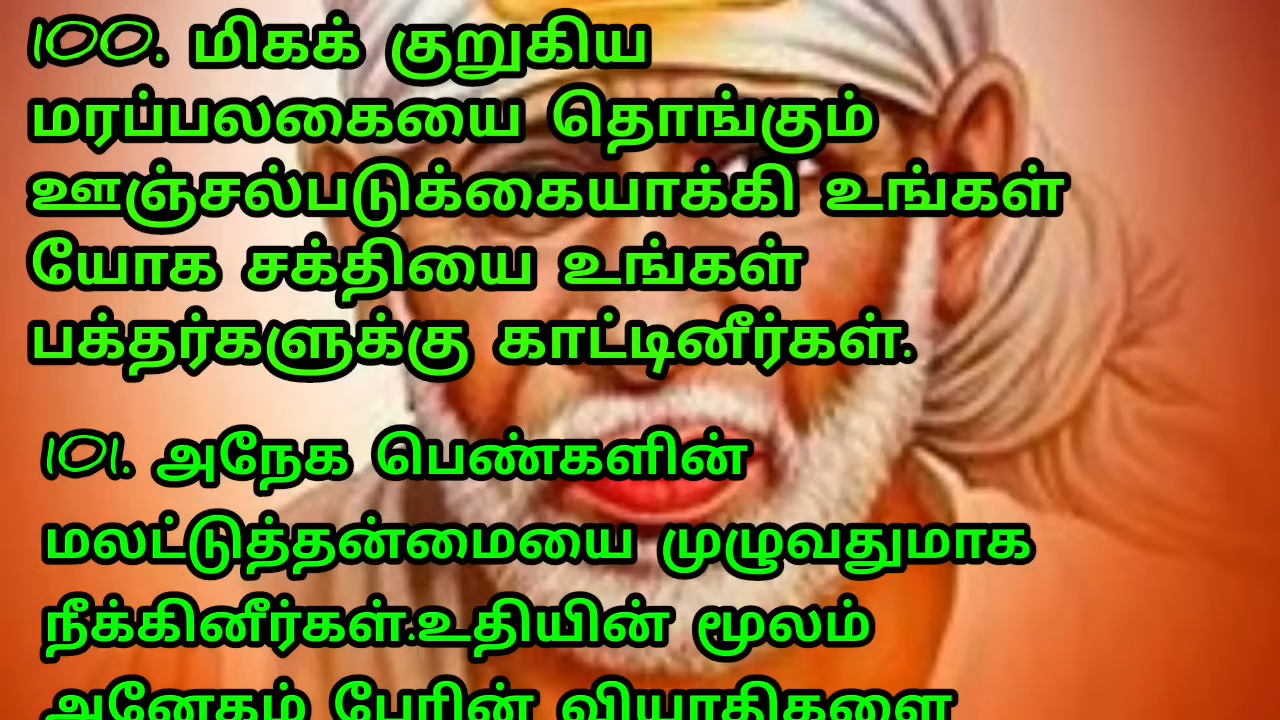 100. மிகக் குறுகிய
மரப்பலகையை தொங்கும்
ஊஞ்சல்படுக்கையாக்கி உங்கள்
யோக சக்தியை உங்கள்
பக்தர்களுக்கு காட்டினீர்கள்.
101. அநேக பெண்களின்
மலட்டுத்தன்மையை முழுவதுமாக
நீக்கினீர்கள்.உதியின் மூலம்
அனேகம் பேரின் வியாதிகளை